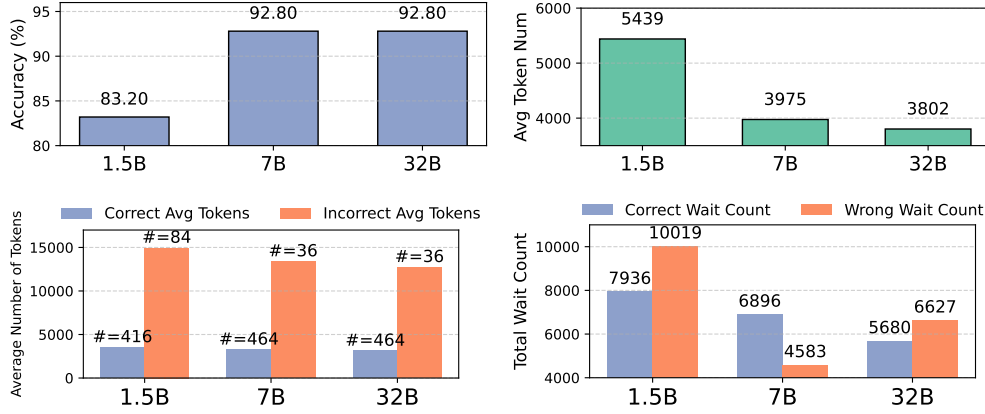 Accuracy (%)
95
90
85
80
83.20
92.80
92.80
1.5B
7B
32B
Avg Token Num
6000
5000
4000
5439
3975
3802
1.5B
7B
32B
Correct Avg Tokens
Incorrect Avg Tokens
Average Number of Tokens
15000
10000
5000
0
#=416
#=84
#=464
#=36
#=464
#=36
1.5B
7B
32B
Correct Wait Count
Wrong Wait Count
Total Wait Count
10000
8000
6000
4000
7936
10019
6896
4583
5680
6627
1.5B
7B
32B